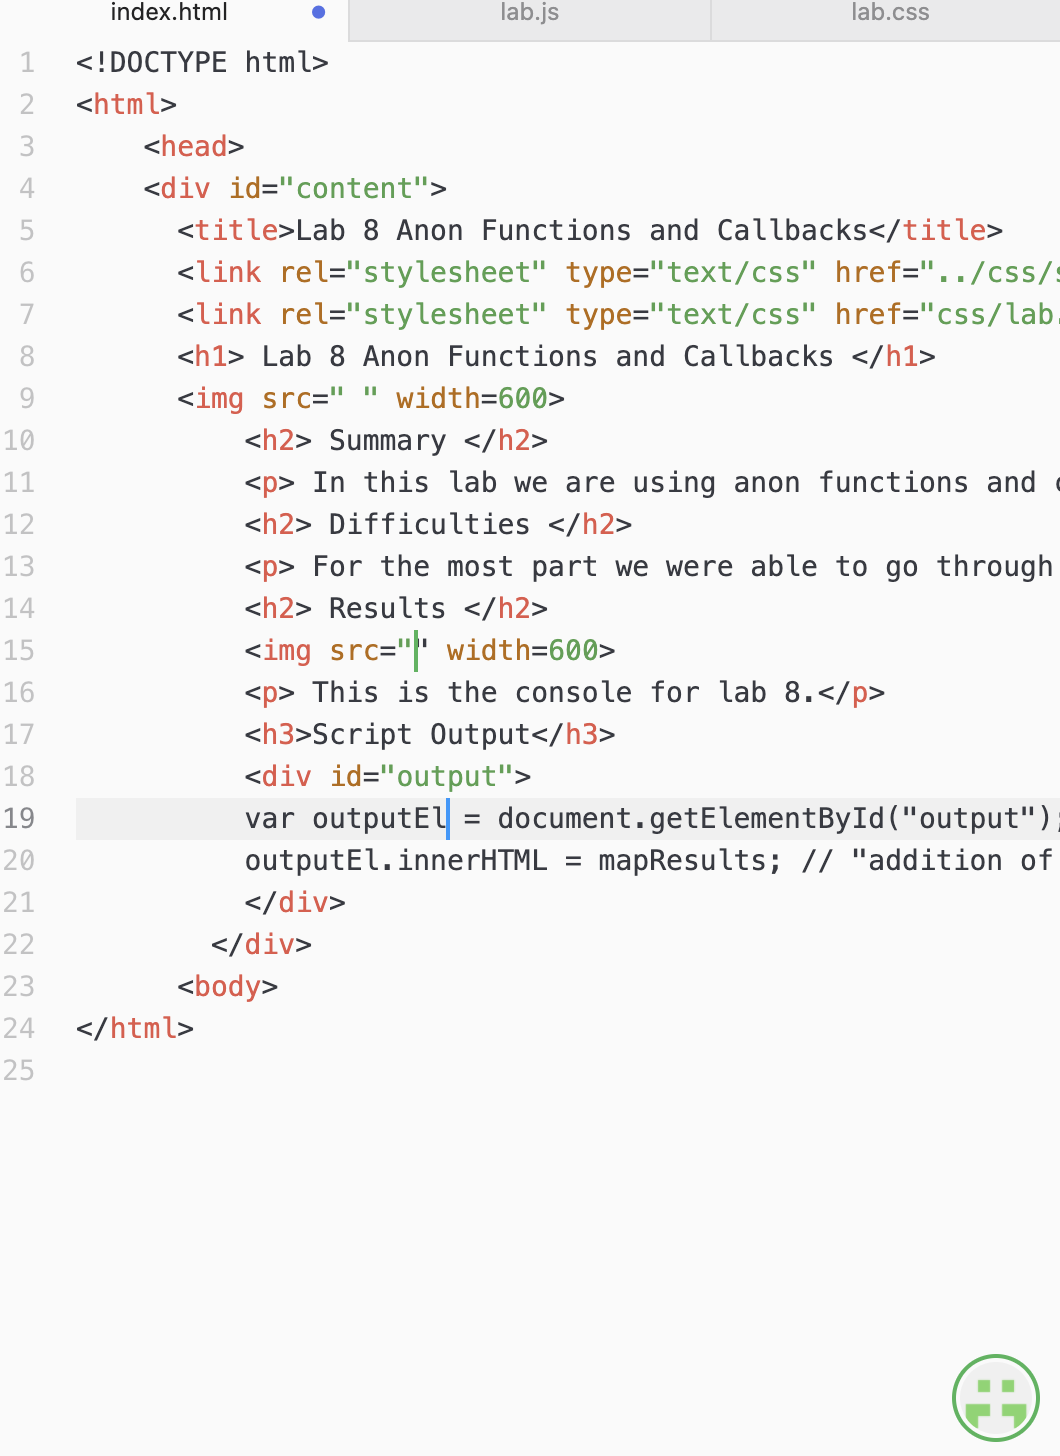 index.html lab.js lab.css
1 <!DOCTYPE html>
2 <html>
3 <head>
4 <div id="content">
5 <title>Lab 8 Anon Functions and Callbacks</title>
6 <link rel="stylesheet" type="text/css" href="../css/
7 <link rel="stylesheet" type="text/css" href="css/lab.
8 <h1> Lab 8 Anon Functions and Callbacks </h1>
9 <img src=" " width=600>
10 <h2> Summary </h2>
11 <p> In this lab we are using anon functions and
12 <h2> Difficulties </h2>
13 <p> For the most part we were able to go through
14 <h2> Results </h2>
15 <img src="" width=600>
16 <p> This is the console for lab 8.</p>
17 <h3>Script Output</h3>
18 <div id="output">
19 var outputEl = document.getElementById("output");
20 outputEl.innerHTML = mapResults; // "addition of
21 </div>
22 </div>
23 <body>
24 </html>
25